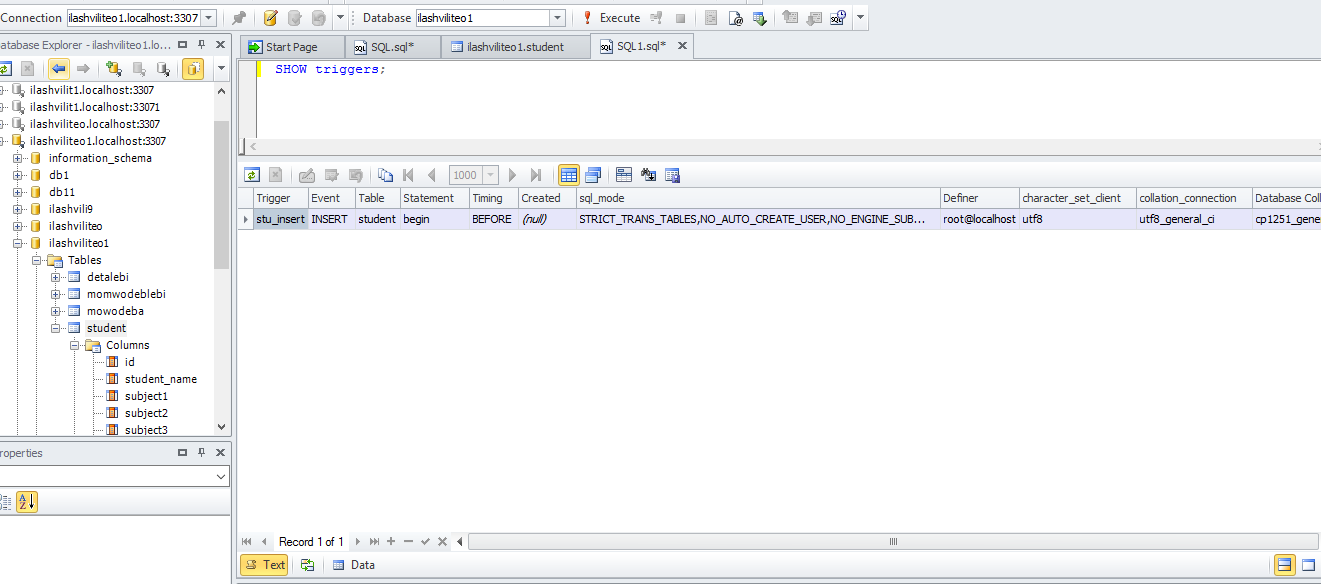 Connection ilashviliteo1.localhost:3307 Database ilashviliteo1 Execute
atabase Explorer - ilashviliteo1.lo...
Start Page SQL.sql* ilashviliteo1.student SQL1.sql*
SHOW triggers;
ilashvilit1.localhost:3307
ilashvilit1.localhost:33071
ilashviliteo.localhost:3307
ilashviliteo1.localhost:3307
information_schema
db1
db11
ilashvili9
ilashviliteo
ilashviliteo1
Tables
detalebi
momwodeblebi
mowodeba
student
Columns
id
student_name
subject1
subject2
subject3
roperties
1000
Trigger Event Table Statement Timing Created sql_mode Definer character_set_client collation_connection Database Coll
stu_insert INSERT student begin BEFORE (null) STRICT_TRANS_TABLES,NO_AUTO_CREATE_USER,NO_ENGINE_SUB... root@localhost utf8 utf8_general_ci cp1251_gene
Record 1 of 1
Text Data